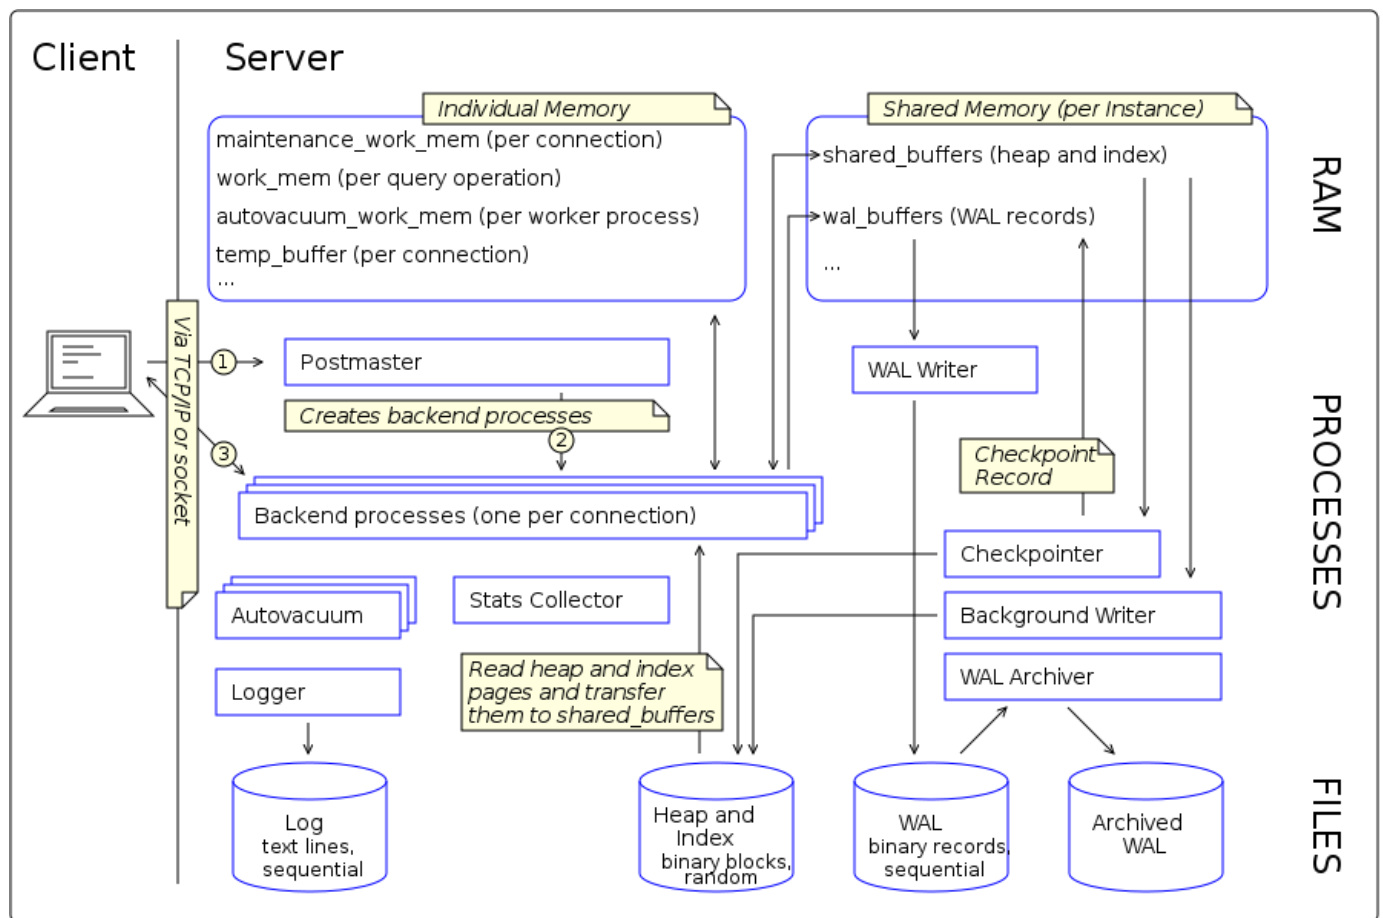 Client
Server
Individual Memory
maintenance_work_mem (per connection)
work_mem (per query operation)
autovacuum_work_mem (per worker process)
temp_buffer (per connection)
...
Shared Memory (per Instance)
shared_buffers (heap and index)
wal_buffers (WAL records)
...
RAM
Via TCP/IP or socket
1
Postmaster
Creates backend processes
2
3
Backend processes (one per connection)
WAL Writer
Checkpoint
Record
PROCESSES
Checkpointer
Autovacuum
Stats Collector
Background Writer
Logger
Read heap and index
pages and transfer
them to shared_buffers
WAL Archiver
Log
text lines,
sequential
Heap and
Index
binary blocks,
random
WAL
binary records,
sequential
Archived
WAL
FILES